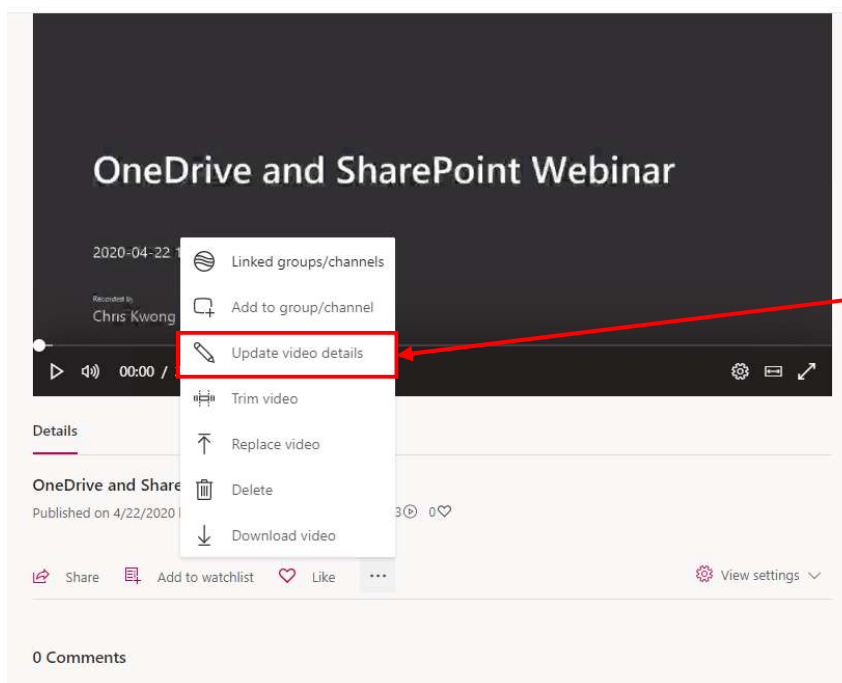 OneDrive and SharePoint Webinar
2020-04-22 1
Recorded by
Chris Kwong
Linked groups/channels
Add to group/channel
Update video details
Trim video
Replace video
Delete
Download video
00:00 /
Details
OneDrive and Share
Published on 4/22/2020
3 0
Share Add to watchlist Like ... View settings
0 Comments